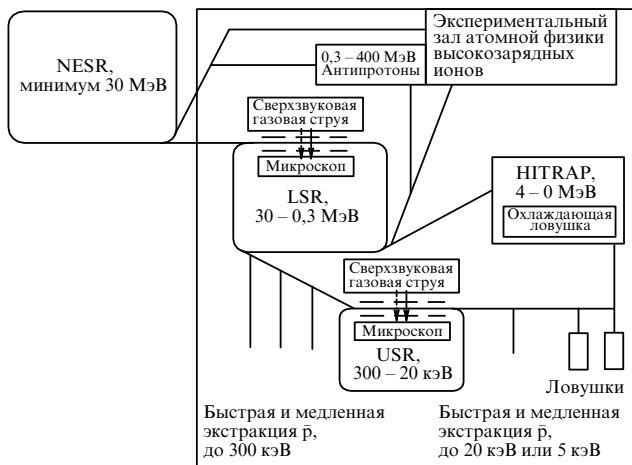 NESR,
минимум 30 МэВ
Экспериментальный
зал атомной физики
высокозарядных
ионов
0,3 – 400 МэВ
Антипротоны
Сверхзвуковая
газовая струя
Микроскоп
LSR,
30 – 0,3 МэВ
HITRAP,
4 – 0 МэВ
Охлаждающая
ловушка
Сверхзвуковая
газовая струя
Микроскоп
USR,
300 – 20 кэВ
Ловушки
Быстрая и медленная
экстракция p̄,
до 300 кэВ
Быстрая и медленная
экстракция p̄,
до 20 кэВ или 5 кэВ